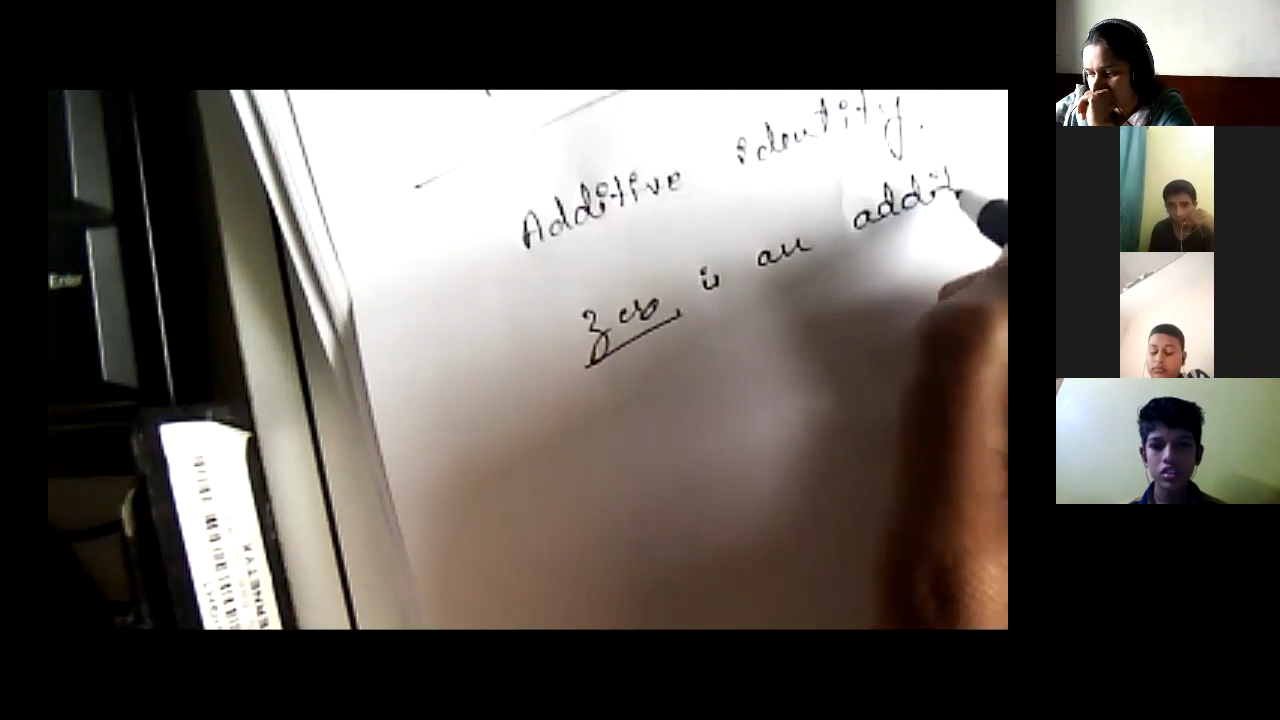 Additive identity.
Zero is an addit
Enter